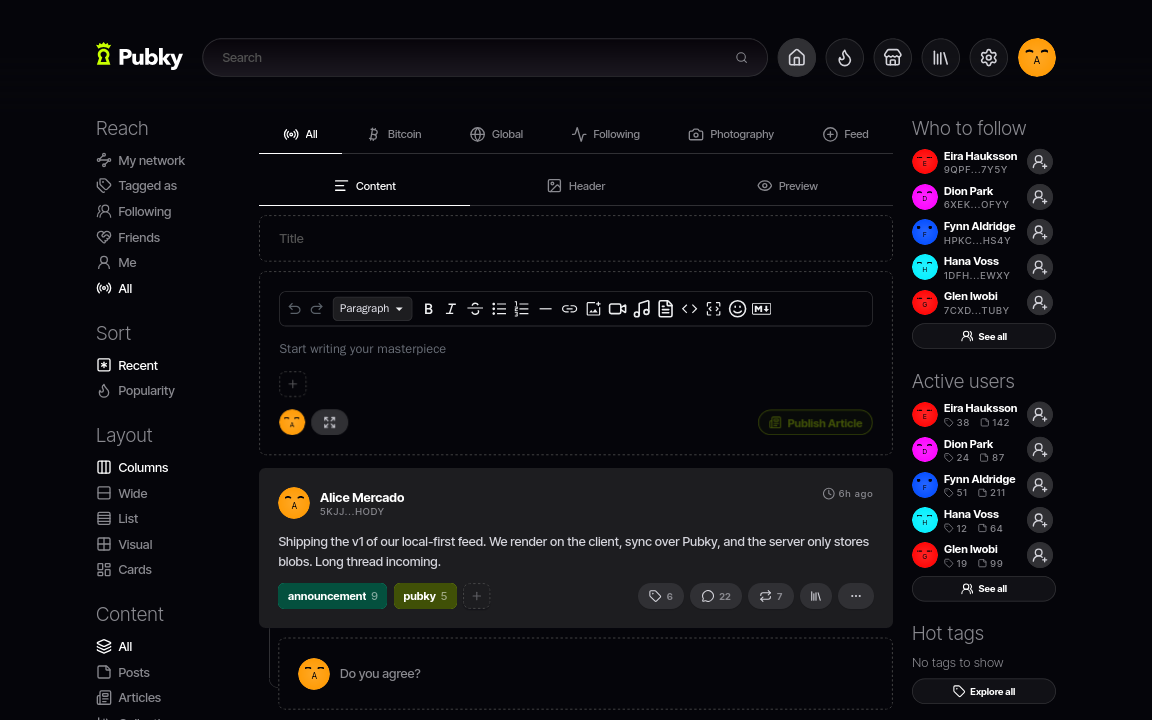 Pubky
Search
Reach
My network
Tagged as
Following
Friends
Me
All
Sort
Recent
Popularity
Layout
Columns
Wide
List
Visual
Cards
Content
All
Posts
Articles
All
Bitcoin
Global
Following
Photography
Feed
Content
Header
Preview
Title
Paragraph
Start writing your masterpiece
Publish Article
Alice Mercado
5KJJ...HODY
6h ago
Shipping the v1 of our local-first feed. We render on the client, sync over Pubky, and the server only stores
blobs. Long thread incoming.
announcement 9
pubky 5
6
22
7
Do you agree?
Who to follow
Eira Hauksson
9QPF...7Y5Y
Dion Park
6XEK...OFYY
Fynn Aldridge
HPKC...HS4Y
Hana Voss
1DFH...EWXY
Glen Iwobi
7CXD...TUBY
See all
Active users
Eira Hauksson
38 142
Dion Park
24 87
Fynn Aldridge
51 211
Hana Voss
12 64
Glen Iwobi
19 99
See all
Hot tags
No tags to show
Explore all